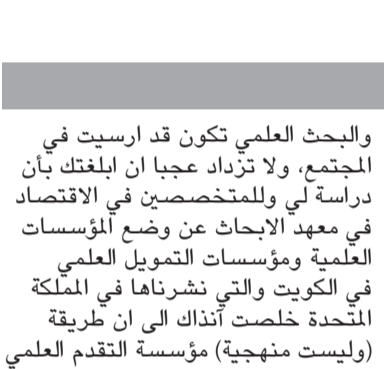 والبحث العلمي تكون قد ارسيت في
المجتمع، ولا تزداد عجبا ان ابلغتك بأن
دراسة لي وللمتخصصين في الاقتصاد
في معهد الابحاث عن وضع المؤسسات
العلمية ومؤسسات التمويل العلمي
في الكويت والتي نشرناها في المملكة
المتحدة خلصت آنذاك الى ان طريقة
(وليست منهجية) مؤسسة التقدم العلمي